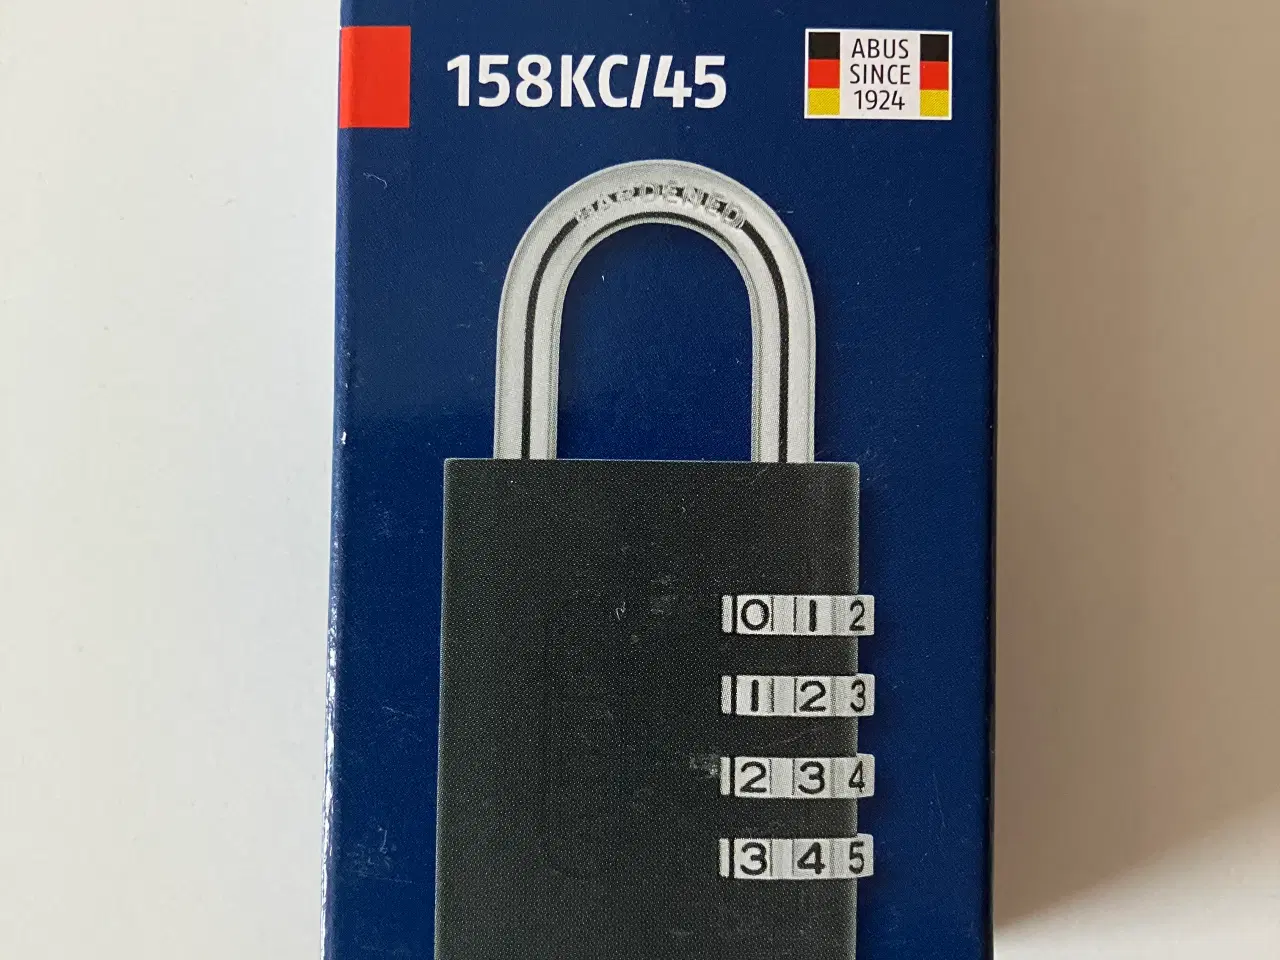 158KC/45
ABUS
SINCE
1924
HARDENED
0 1 2
1 2 3
2 3 4
3 4 5